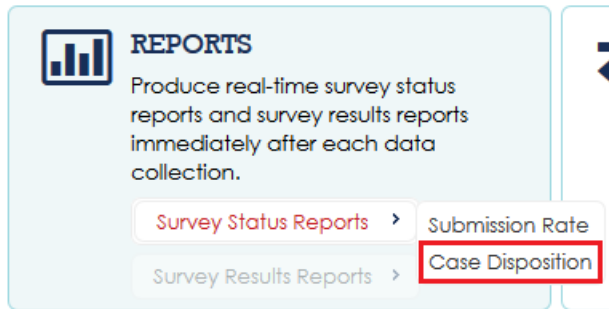 REPORTS
Produce real-time survey status
reports and survey results reports
immediately after each data
collection.
Survey Status Reports
Submission Rate
Case Disposition
Survey Results Reports